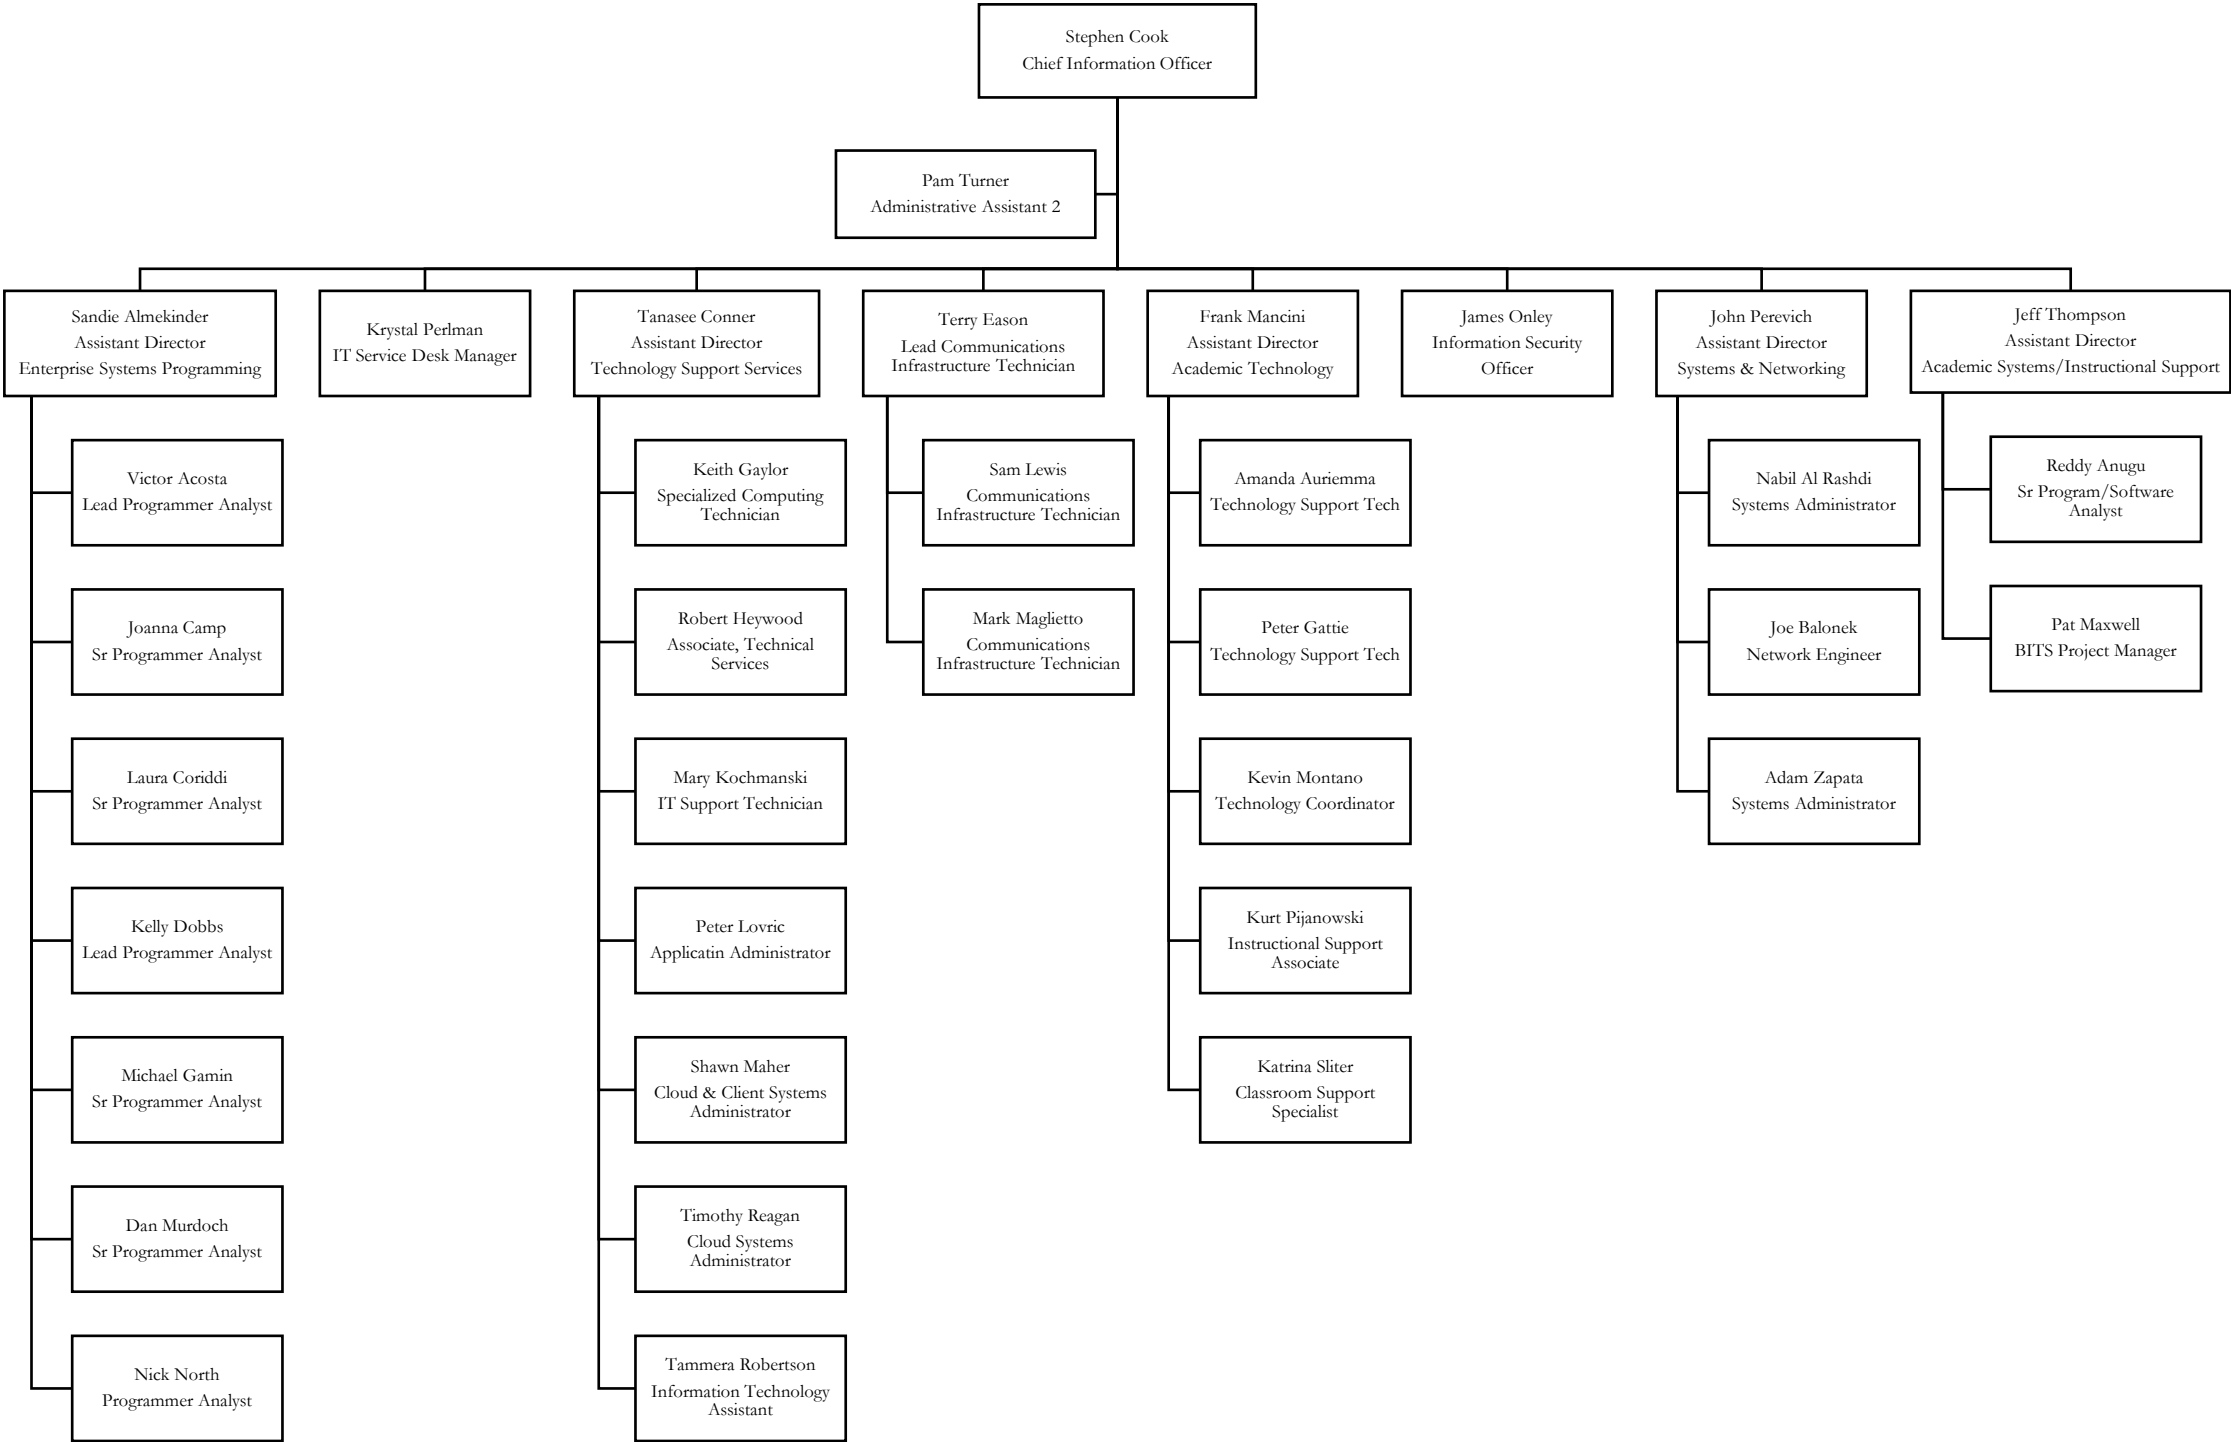 Stephen Cook
Chief Information Officer
Pam Turner
Administrative Assistant 2
Sandie Almekinder
Assistant Director
Enterprise Systems Programming
Victor Acosta
Lead Programmer Analyst
Joanna Camp
Sr Programmer Analyst
Laura Coriddi
Sr Programmer Analyst
Kelly Dobbs
Lead Programmer Analyst
Michael Gamin
Sr Programmer Analyst
Dan Murdoch
Sr Programmer Analyst
Nick North
Programmer Analyst
Krystal Perlman
IT Service Desk Manager
Tanasee Conner
Assistant Director
Technology Support Services
Keith Gaylor
Specialized Computing
Technician
Robert Heywood
Associate, Technical
Services
Mary Kochmanski
IT Support Technician
Peter Lovric
Applicatin Administrator
Shawn Maher
Cloud & Client Systems
Administrator
Timothy Reagan
Cloud Systems
Administrator
Tammera Robertson
Information Technology
Assistant
Terry Eason
Lead Communications
Infrastructure Technician
Sam Lewis
Communications
Infrastructure Technician
Mark Maglietto
Communications
Infrastructure Technician
Frank Mancini
Assistant Director
Academic Technology
Amanda Auriemma
Technology Support Tech
Peter Gattie
Technology Support Tech
Kevin Montano
Technology Coordinator
Kurt Pijanowski
Instructional Support
Associate
Katrina Sliter
Classroom Support
Specialist
James Onley
Information Security
Officer
John Perevich
Assistant Director
Systems & Networking
Nabil Al Rashdi
Systems Administrator
Joe Balonek
Network Engineer
Adam Zapata
Systems Administrator
Jeff Thompson
Assistant Director
Academic Systems/Instructional Support
Reddy Anugu
Sr Program/Software
Analyst
Pat Maxwell
BITS Project Manager